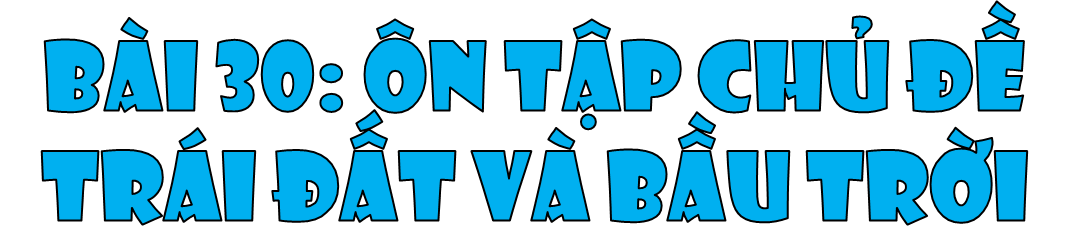 BÀI 30: ÔN TẬP CHỦ ĐỀ
TRÁI ĐẤT VÀ BẦU TRỜI